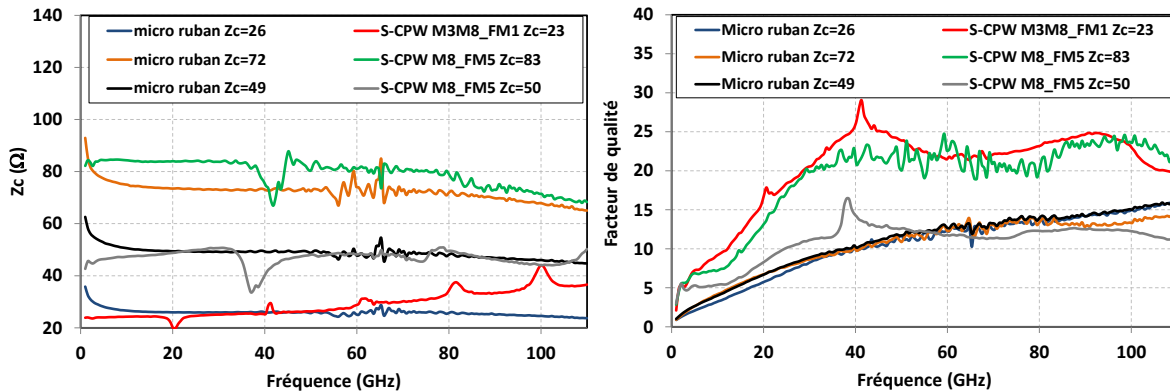 140
120
100
80
60
40
20
0
20
40
60
80
100
Zc (Ω)
Fréquence (GHz)
micro ruban Zc=26
S-CPW M3M8_FM1 Zc=23
micro ruban Zc=72
S-CPW M8_FM5 Zc=83
micro ruban Zc=49
S-CPW M8_FM5 Zc=50
40
35
30
25
20
15
10
5
0
0
20
40
60
80
100
Facteur de qualité
Fréquence (GHz)
Micro ruban Zc=26
S-CPW M3M8_FM1 Zc=23
Micro ruban Zc=72
S-CPW M8_FM5 Zc=83
Micro ruban Zc=49
S-CPW M8_FM5 Zc=50